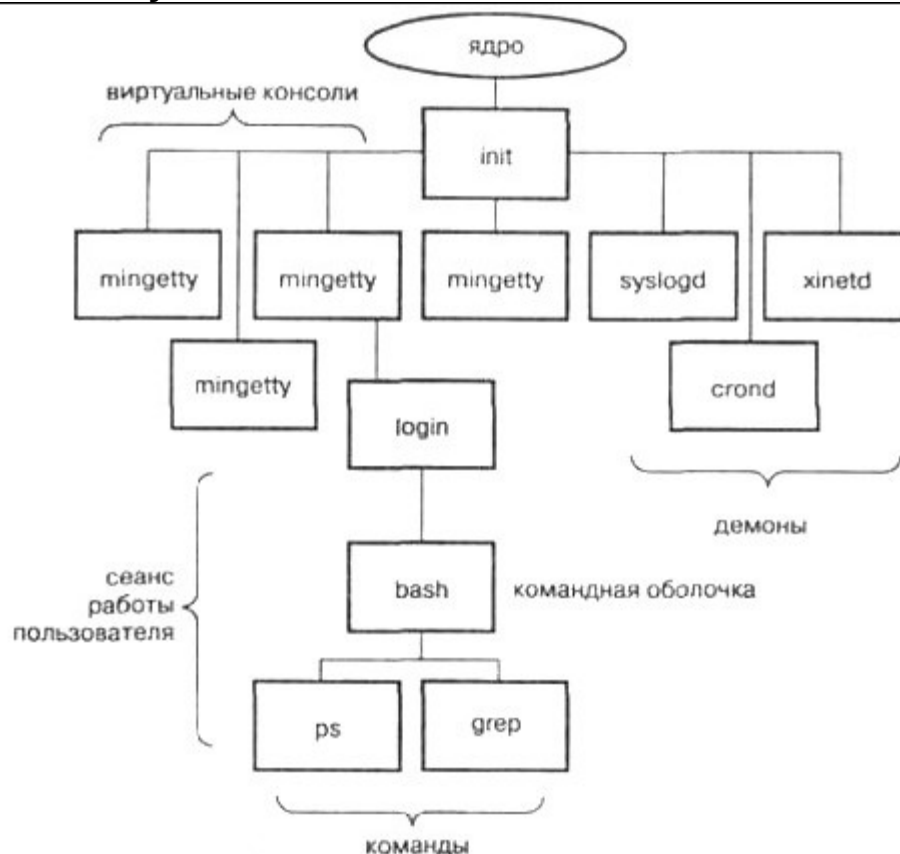 ядро
виртуальные консоли
init
mingetty
mingetty
mingetty
syslogd
xinetd
mingetty
crond
login
демоны
сеанс
работы
пользователя
bash
командная оболочка
ps
grep
команды